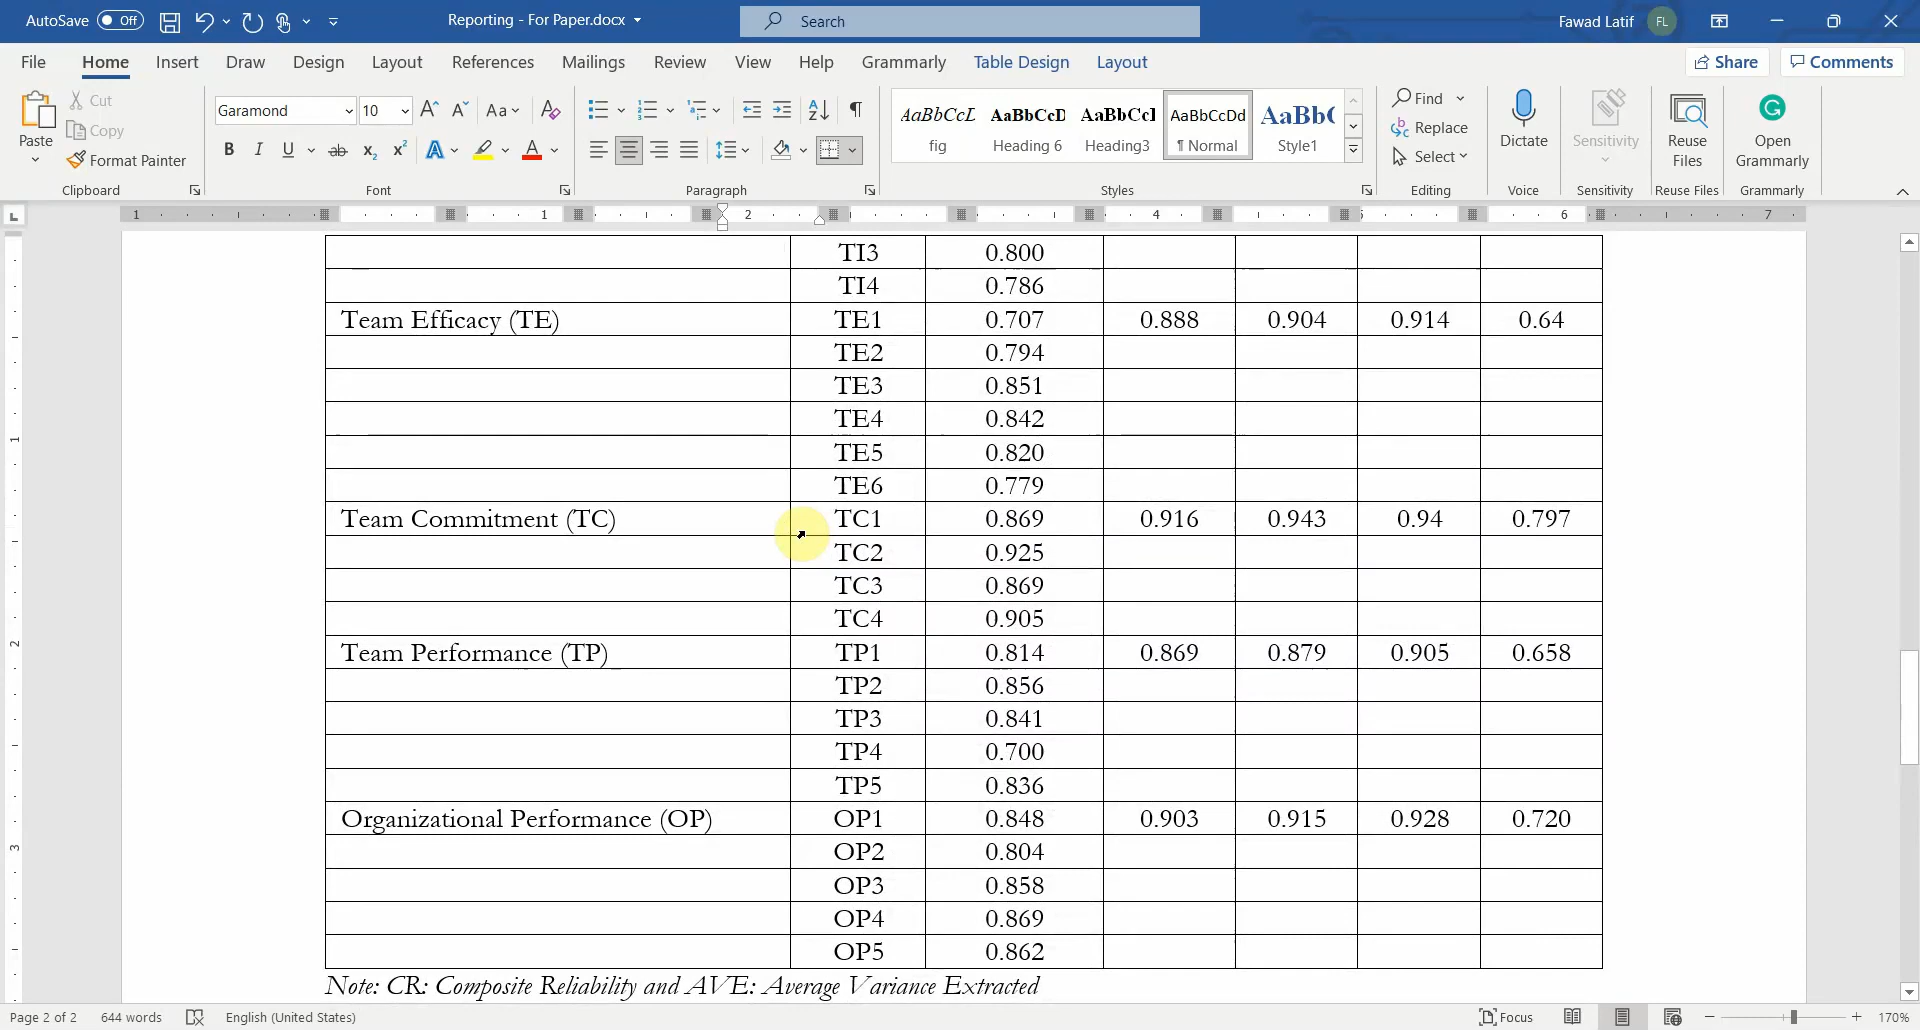 AutoSave Off Reporting - For Paper.docx Search Fawad Latif FL
File Home Insert Draw Design Layout References Mailings Review View Help Grammarly Table Design Layout Share Comments
Paste Cut Copy Format Painter Clipboard
Garamond 10 Font
Paragraph
AaBbCcL AaBbCcD AaBbCcI AaBbCcDd AaBb(
fig Heading 6 Heading3 ¶ Normal Style1
Styles
Find Replace Select Editing
Dictate Voice
Sensitivity Sensitivity
Reuse Files Reuse Files
Open Grammarly Grammarly
1 1 2 4 5 6 7
TI3 0.800
TI4 0.786
Team Efficacy (TE) TE1 0.707 0.888 0.904 0.914 0.64
TE2 0.794
TE3 0.851
TE4 0.842
TE5 0.820
TE6 0.779
Team Commitment (TC) TC1 0.869 0.916 0.943 0.94 0.797
TC2 0.925
TC3 0.869
TC4 0.905
Team Performance (TP) TP1 0.814 0.869 0.879 0.905 0.658
TP2 0.856
TP3 0.841
TP4 0.700
TP5 0.836
Organizational Performance (OP) OP1 0.848 0.903 0.915 0.928 0.720
OP2 0.804
OP3 0.858
OP4 0.869
OP5 0.862
Note: CR: Composite Reliability and AVE: Average Variance Extracted
Page 2 of 2 644 words English (United States) Focus 170%